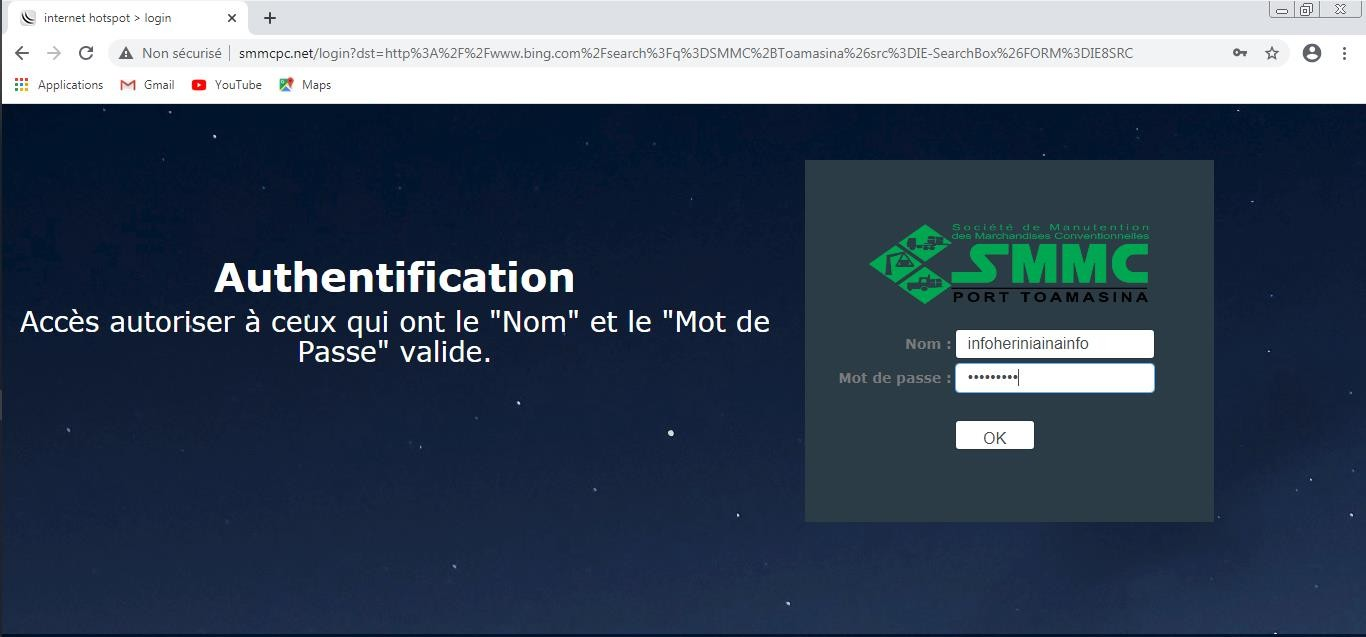 internet hotspot > login
Non sécurisé
smmcpc.net/login?dst=http%3A%2F%2Fwww.bing.com%2Fsearch%3Fq%3DSMMC%2BToamasina%26src%3DIE-SearchBox%26FORM%3DIE8SRC
Applications
Gmail
YouTube
Maps
Authentification
Accès autoriser à ceux qui ont le "Nom" et le "Mot de
Passe" valide.
Société de Manutention
des Marchandises Conventionnelles
SMMC
PORT TOAMASINA
Nom :
infoheriniainainfo
Mot de passe :
•••••••••
OK